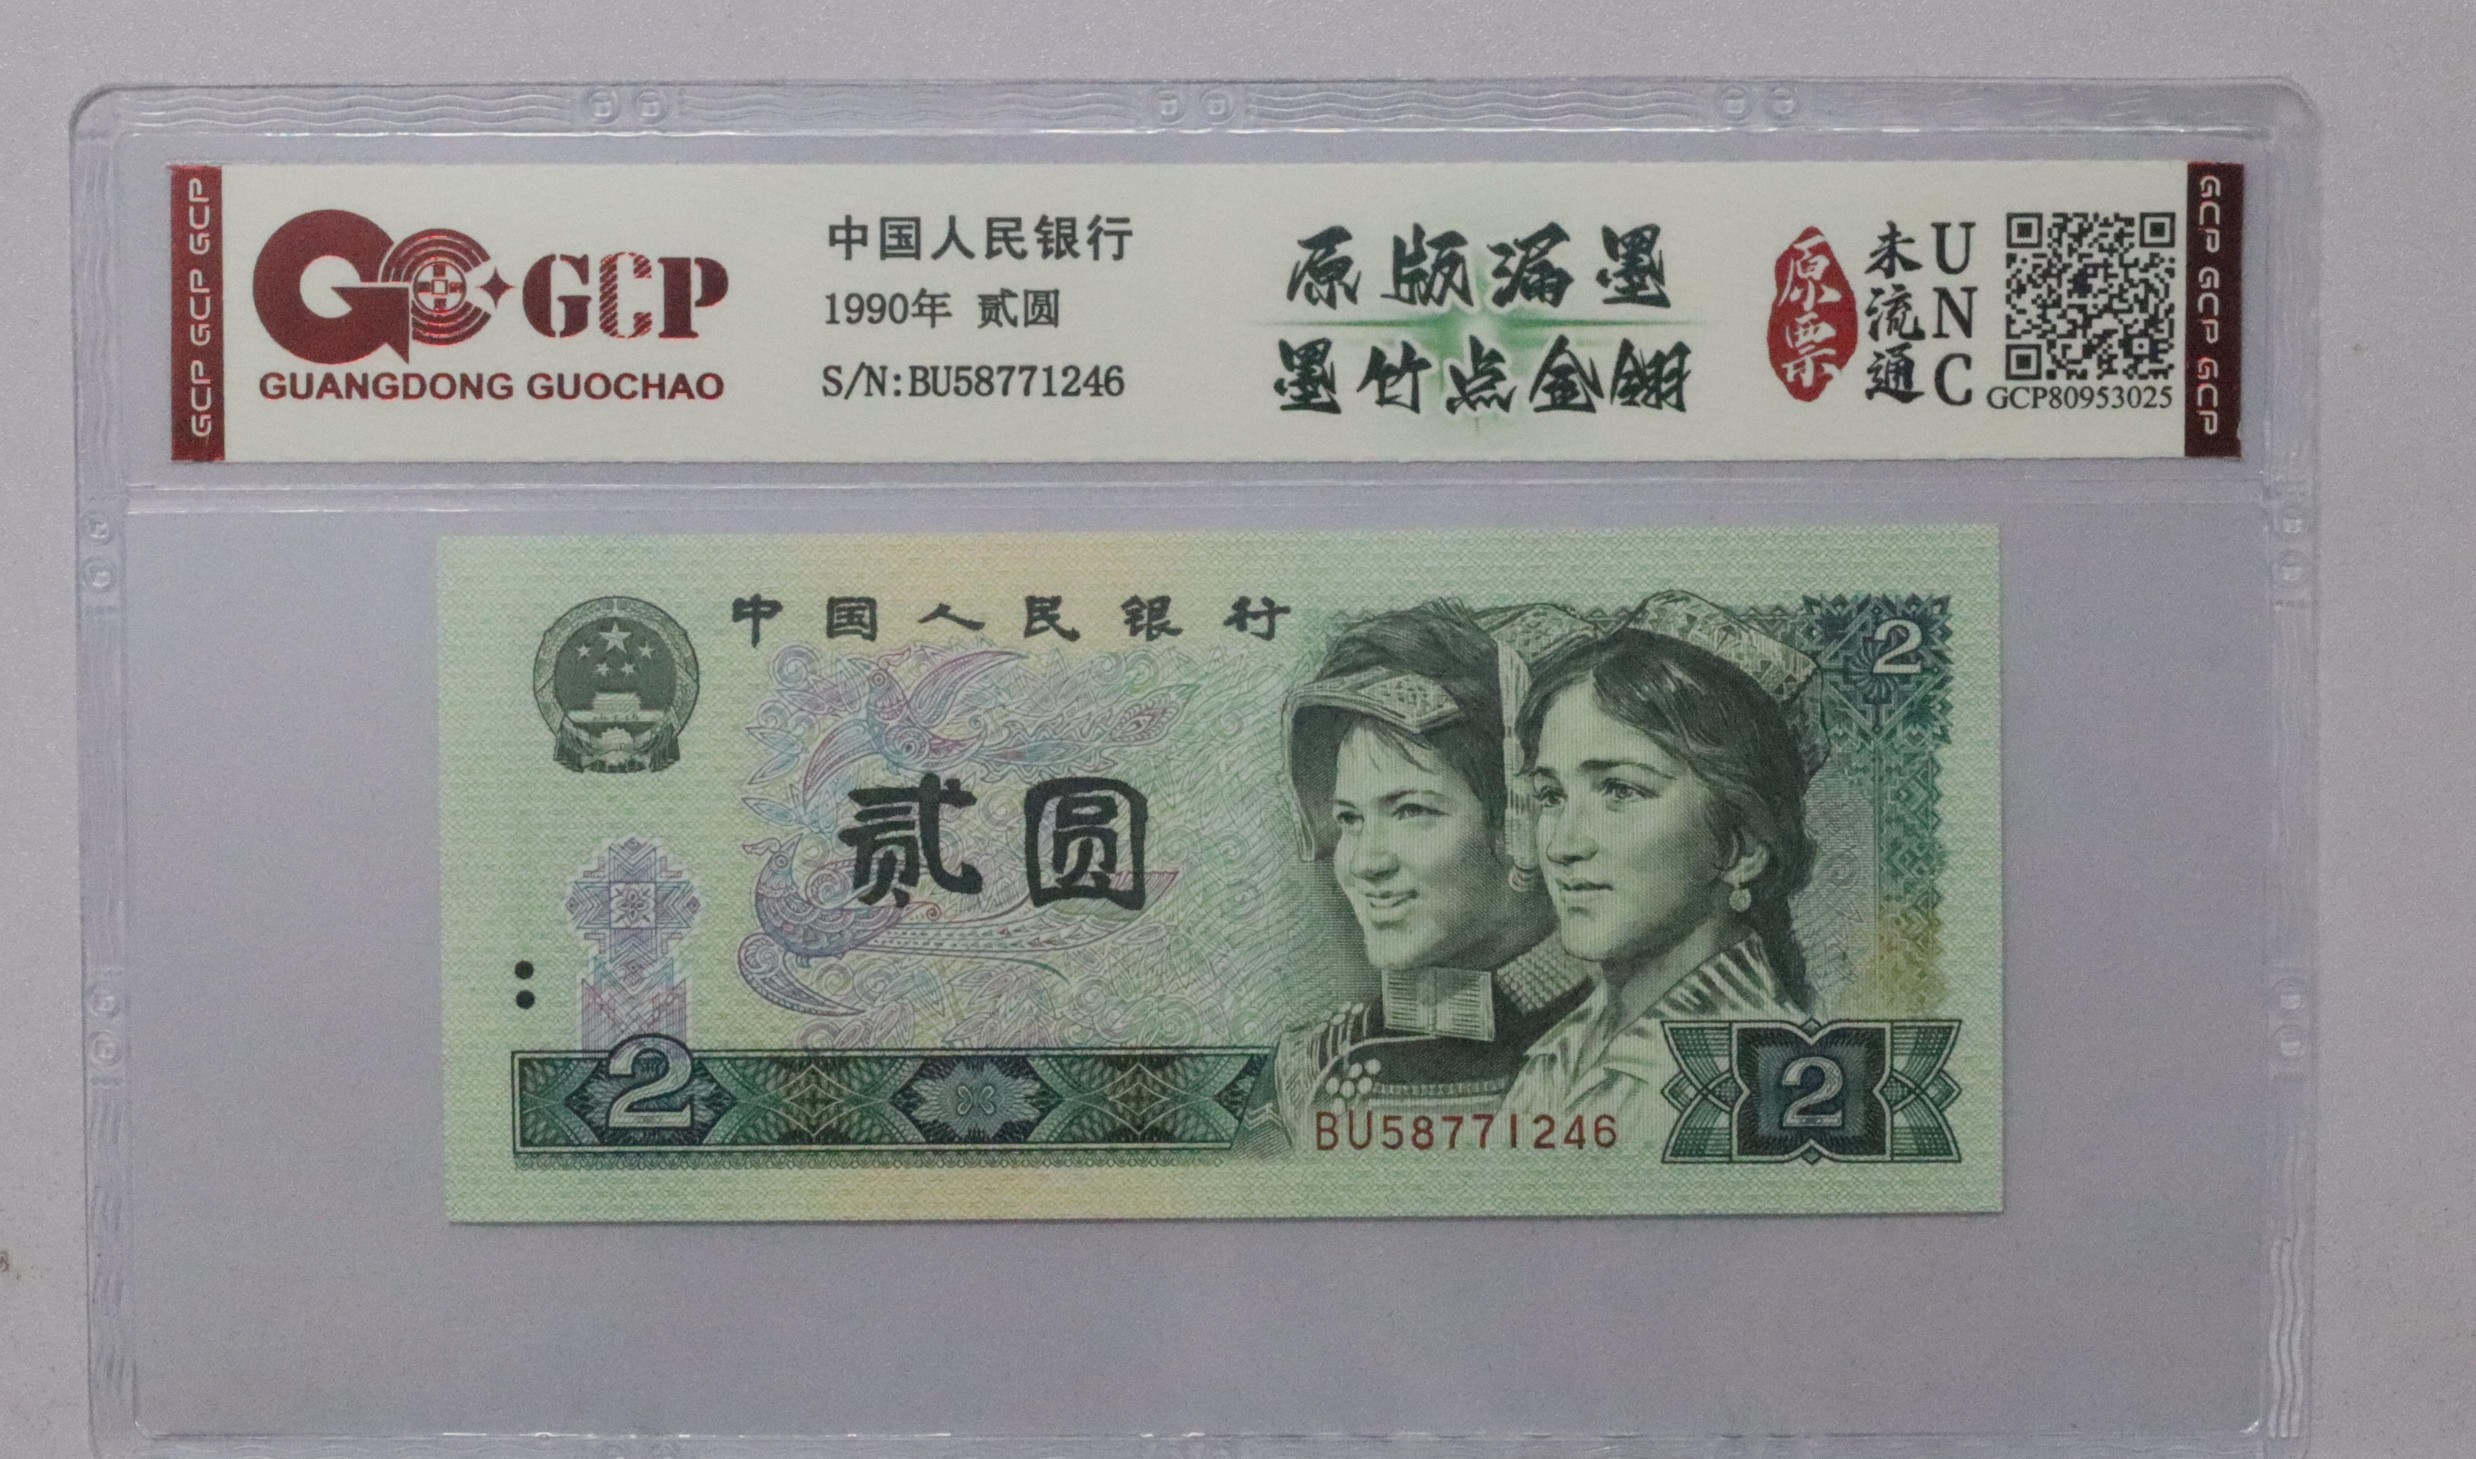 GCP GCP GCP
GCP
GUANGDONG GUOCHAO
中国人民银行
1990年 贰圆
S/N:BU58771246
原版漏墨
墨竹点金翅
原票
未流通
UNC
GCP80953025
GCP GCP GCP
中国人民银行
2
贰圆
2
BU58771246
2